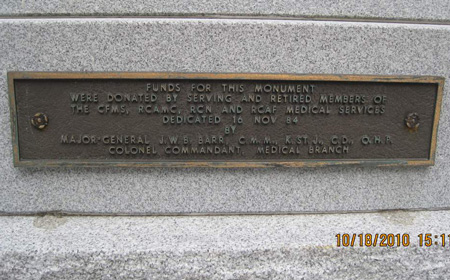 FUNDS FOR THIS MONUMENT
WERE DONATED BY SERVING AND RETIRED MEMBERS OF
THE CFMS, RCAMC, RCN AND RCAF MEDICAL SERVICES
DEDICATED 16 NOV 84
BY
MAJOR-GENERAL J.W.B. BARR, C.M.M., K.ST.J., C.D., Q.H.P.
COLONEL COMMANDANT, MEDICAL BRANCH
10/18/2010 15:11